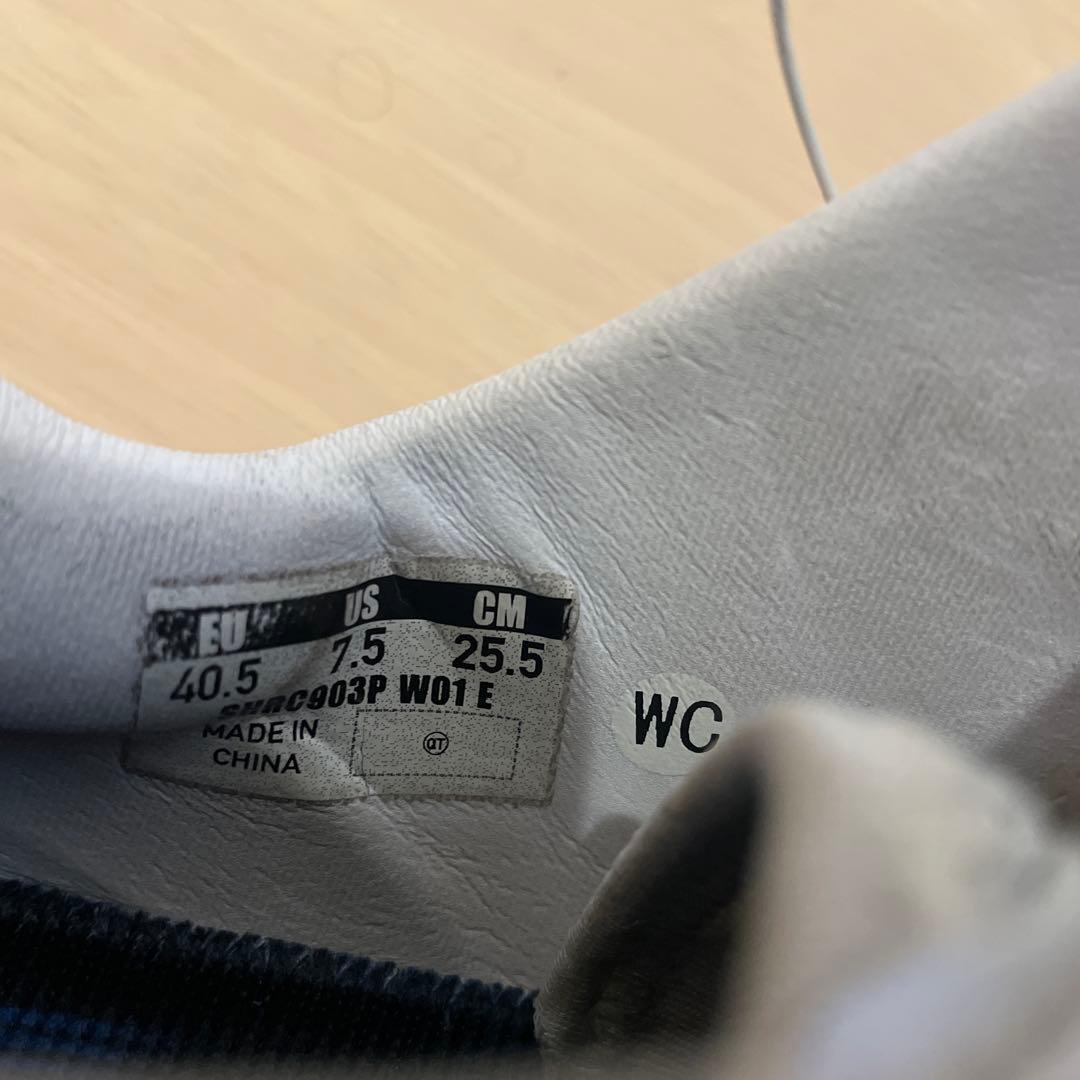 EU US CM
40.5 7.5 25.5
SHRC903P W01 E
MADE IN
CHINA
QT
WC